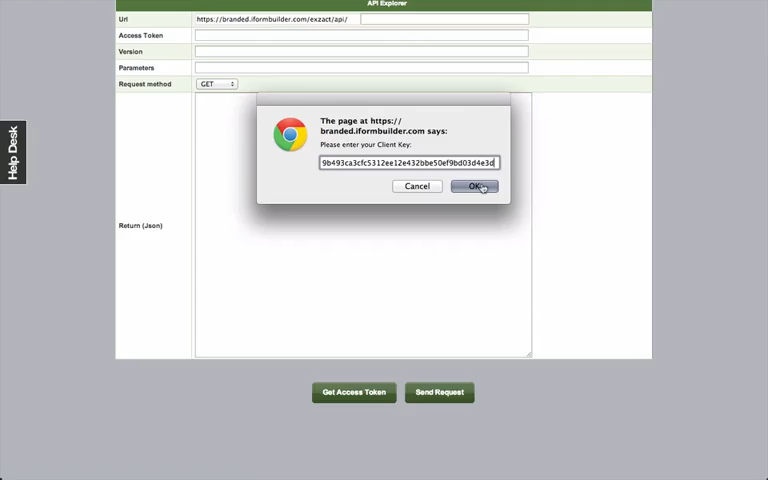 API Explorer
Url https://branded.iformbuilder.com/exzact/api/
Access Token
Version
Parameters
Request method GET
The page at https://
branded.iformbuilder.com says:
Please enter your Client Key:
9b493ca3cfc5312ee12e432bbe50ef9bd03d4e3d
Cancel OK
Help Desk
Return (Json)
Get Access Token Send Request